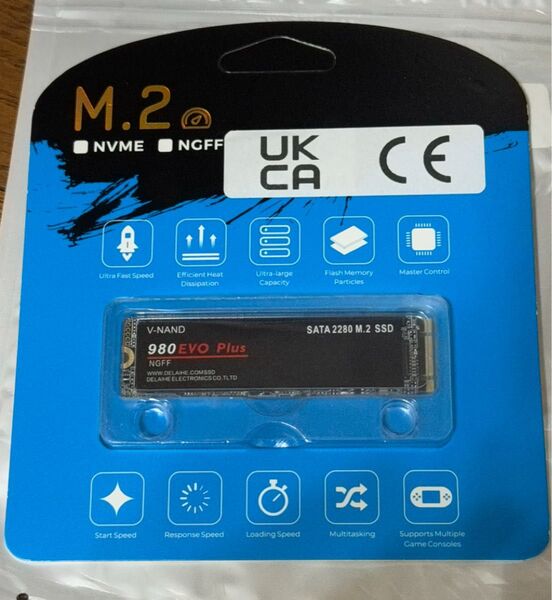 M.2
NVME NGFF
UK
CA
CE
Ultra Fast Speed
Efficient Heat
Dissipation
Ultra-large
Capacity
Flash Memory
Particles
Master Control
V-NAND
SATA 2280 M.2 SSD
980 EVO Plus
NGFF
WWW.DELAIHE.COMSSD
DELAIHE ELECTRONICS CO.TLTD
Start Speed
Response Speed
Loading Speed
Multitasking
Supports Multiple
Game Consoles